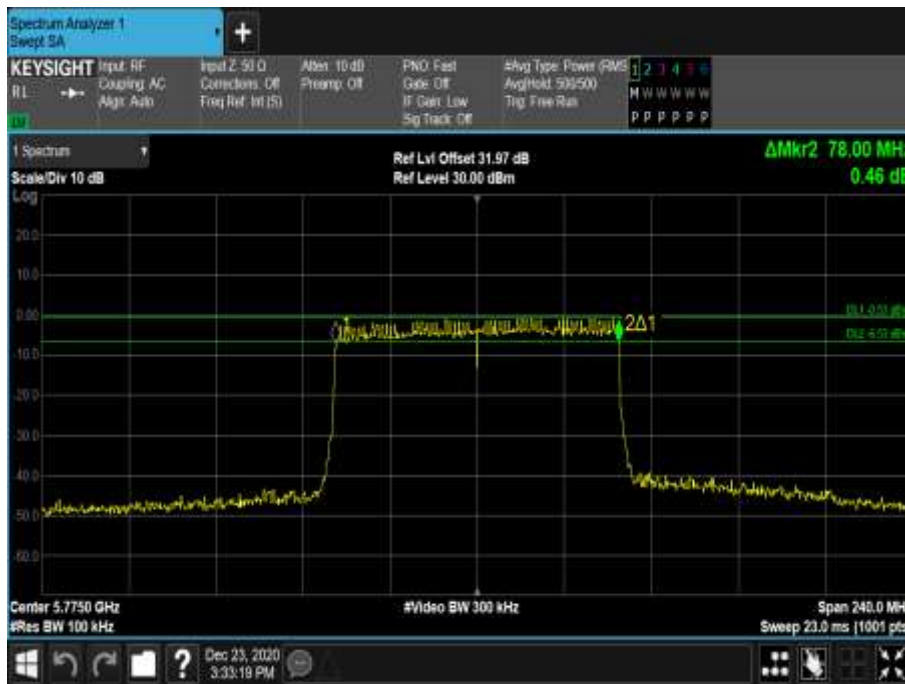 Spectrum Analyzer 1
Swept SA
KEYSIGHT
RL
Input: RF
Coupling: AC
Align: Auto
Input Z: 50 Ω
Corrections: Off
Freq Ref: Int (S)
Atten: 10 dB
Preamp: Off
PNO: Fast
Gate: Off
IF Gain: Low
Sig Track: Off
#Avg Type: Power (RMS
Avg|Hold: 500/500
Trig: Free Run
1 2 3 4 5 6
M W W W W W
P P P P P P
1 Spectrum
Scale/Div 10 dB
Log
Ref Lvl Offset 31.97 dB
Ref Level 30.00 dBm
ΔMkr2 78.00 MH
0.46 dB
20.0
10.0
0.00
-10.0
-20.0
-30.0
-40.0
-50.0
-60.0
2Δ1
Center 5.7750 GHz
#Res BW 100 kHz
#Video BW 300 kHz
Span 240.0 MH
Sweep 23.0 ms (1001 pts
?
Dec 23, 2020
3:33:19 PM